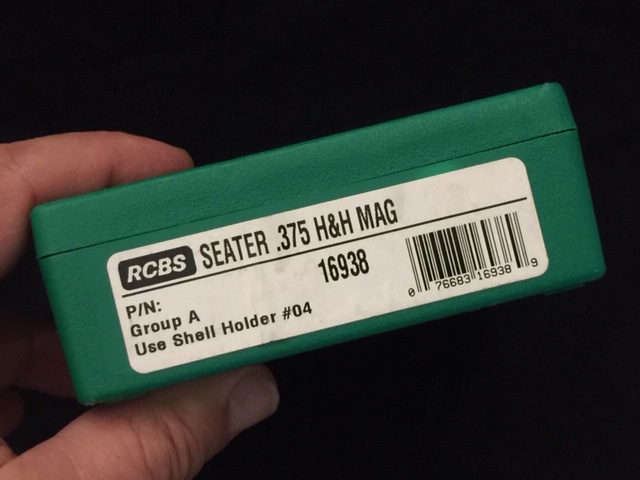 RCBS SEATER .375 H&H MAG
P/N: 16938
Group A
Use Shell Holder #04
0 76683 16938 9